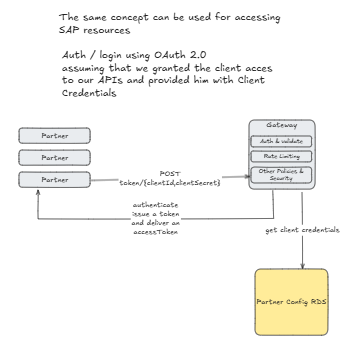 The same concept can be used for accessing
SAP resources
Auth / login using OAuth 2.0
assuming that we granted the client acces
to our APIs and provided him with Client
Credentials
Gateway
Auth & validate
Rate Limiting
Other Policies &
Security
Partner
Partner
Partner
POST
token/{clientId,clientSecret}
authenticate
issue a token
and deliver an
accessToken
get client credentials
Partner Config RDS